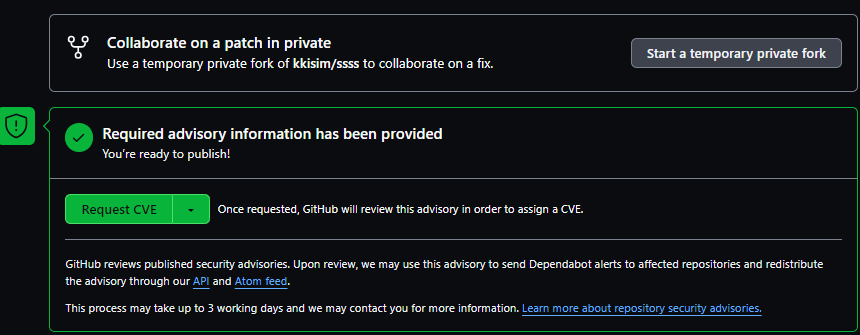 Collaborate on a patch in private
Use a temporary private fork of kkisim/ssss to collaborate on a fix.
Start a temporary private fork
Required advisory information has been provided
You're ready to publish!
Request CVE
Once requested, GitHub will review this advisory in order to assign a CVE.
GitHub reviews published security advisories. Upon review, we may use this advisory to send Dependabot alerts to affected repositories and redistribute
the advisory through our API and Atom feed.
This process may take up to 3 working days and we may contact you for more information. Learn more about repository security advisories.